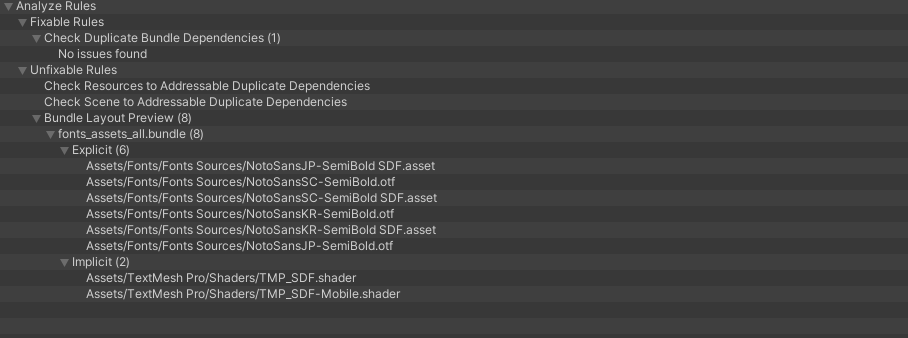 Analyze Rules
Fixable Rules
Check Duplicate Bundle Dependencies (1)
No issues found
Unfixable Rules
Check Resources to Addressable Duplicate Dependencies
Check Scene to Addressable Duplicate Dependencies
Bundle Layout Preview (8)
fonts_assets_all.bundle (8)
Explicit (6)
Assets/Fonts/Fonts Sources/NotoSansJP-SemiBold SDF.asset
Assets/Fonts/Fonts Sources/NotoSansSC-SemiBold.otf
Assets/Fonts/Fonts Sources/NotoSansSC-SemiBold SDF.asset
Assets/Fonts/Fonts Sources/NotoSansKR-SemiBold.otf
Assets/Fonts/Fonts Sources/NotoSansKR-SemiBold SDF.asset
Assets/Fonts/Fonts Sources/NotoSansJP-SemiBold.otf
Implicit (2)
Assets/TextMesh Pro/Shaders/TMP_SDF.shader
Assets/TextMesh Pro/Shaders/TMP_SDF-Mobile.shader